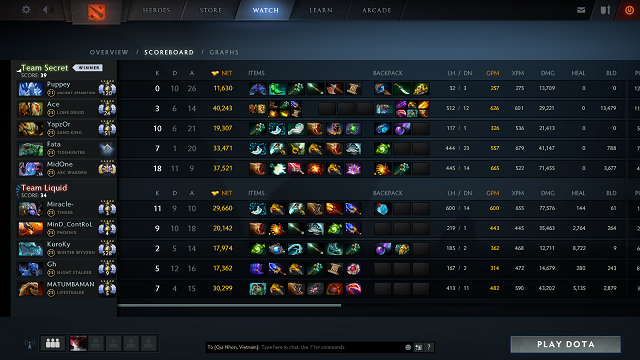 HEROES STORE WATCH LEARN ARCADE
OVERVIEW / SCOREBOARD / GRAPHS
Team Secret WINNER
SCORE: 39
K D A NET ITEMS BACKPACK LH / DN GPM XPM DMG HEAL BLD
Puppey 0 10 26 11,630 32 / 3 257 275 13,709 0 0
ANCIENT APPARITION
Ace 3 6 14 40,243 512 / 12 626 601 29,221 0 13,479
LONE DRUID
YapzOr 10 6 21 19,307 117 / 1 326 536 21,413 0 0
SAND KING
Fata 7 1 20 33,471 444 / 23 557 679 41,147 0 788
TIDEHUNTER
MidOne 18 11 9 37,521 445 / 14 665 522 71,455 0 3,677
ARC WARDEN
Team Liquid
SCORE: 34
K D A NET ITEMS BACKPACK LH / DN GPM XPM DMG HEAL BLD
Miracle- 11 9 10 29,660 600 / 14 600 655 77,576 144 61
TINKER
MinD_ContRoL 9 10 18 20,142 219 / 1 443 445 35,463 2,764 264
PHOENIX
KuroKy 2 5 14 17,974 185 / 2 362 468 12,711 8,722 9
WINTER WYVERN
Gh 5 12 16 17,362 167 / 2 314 472 14,679 280 243
NIGHT STALKER
MATUMBAMAN 7 4 15 30,299 413 / 11 482 590 43,202 5,135 2,879
LIFESTEALER
To (Qui Nhon, Vietnam) Type here to chat. Use ? for commands.
PLAY DOTA